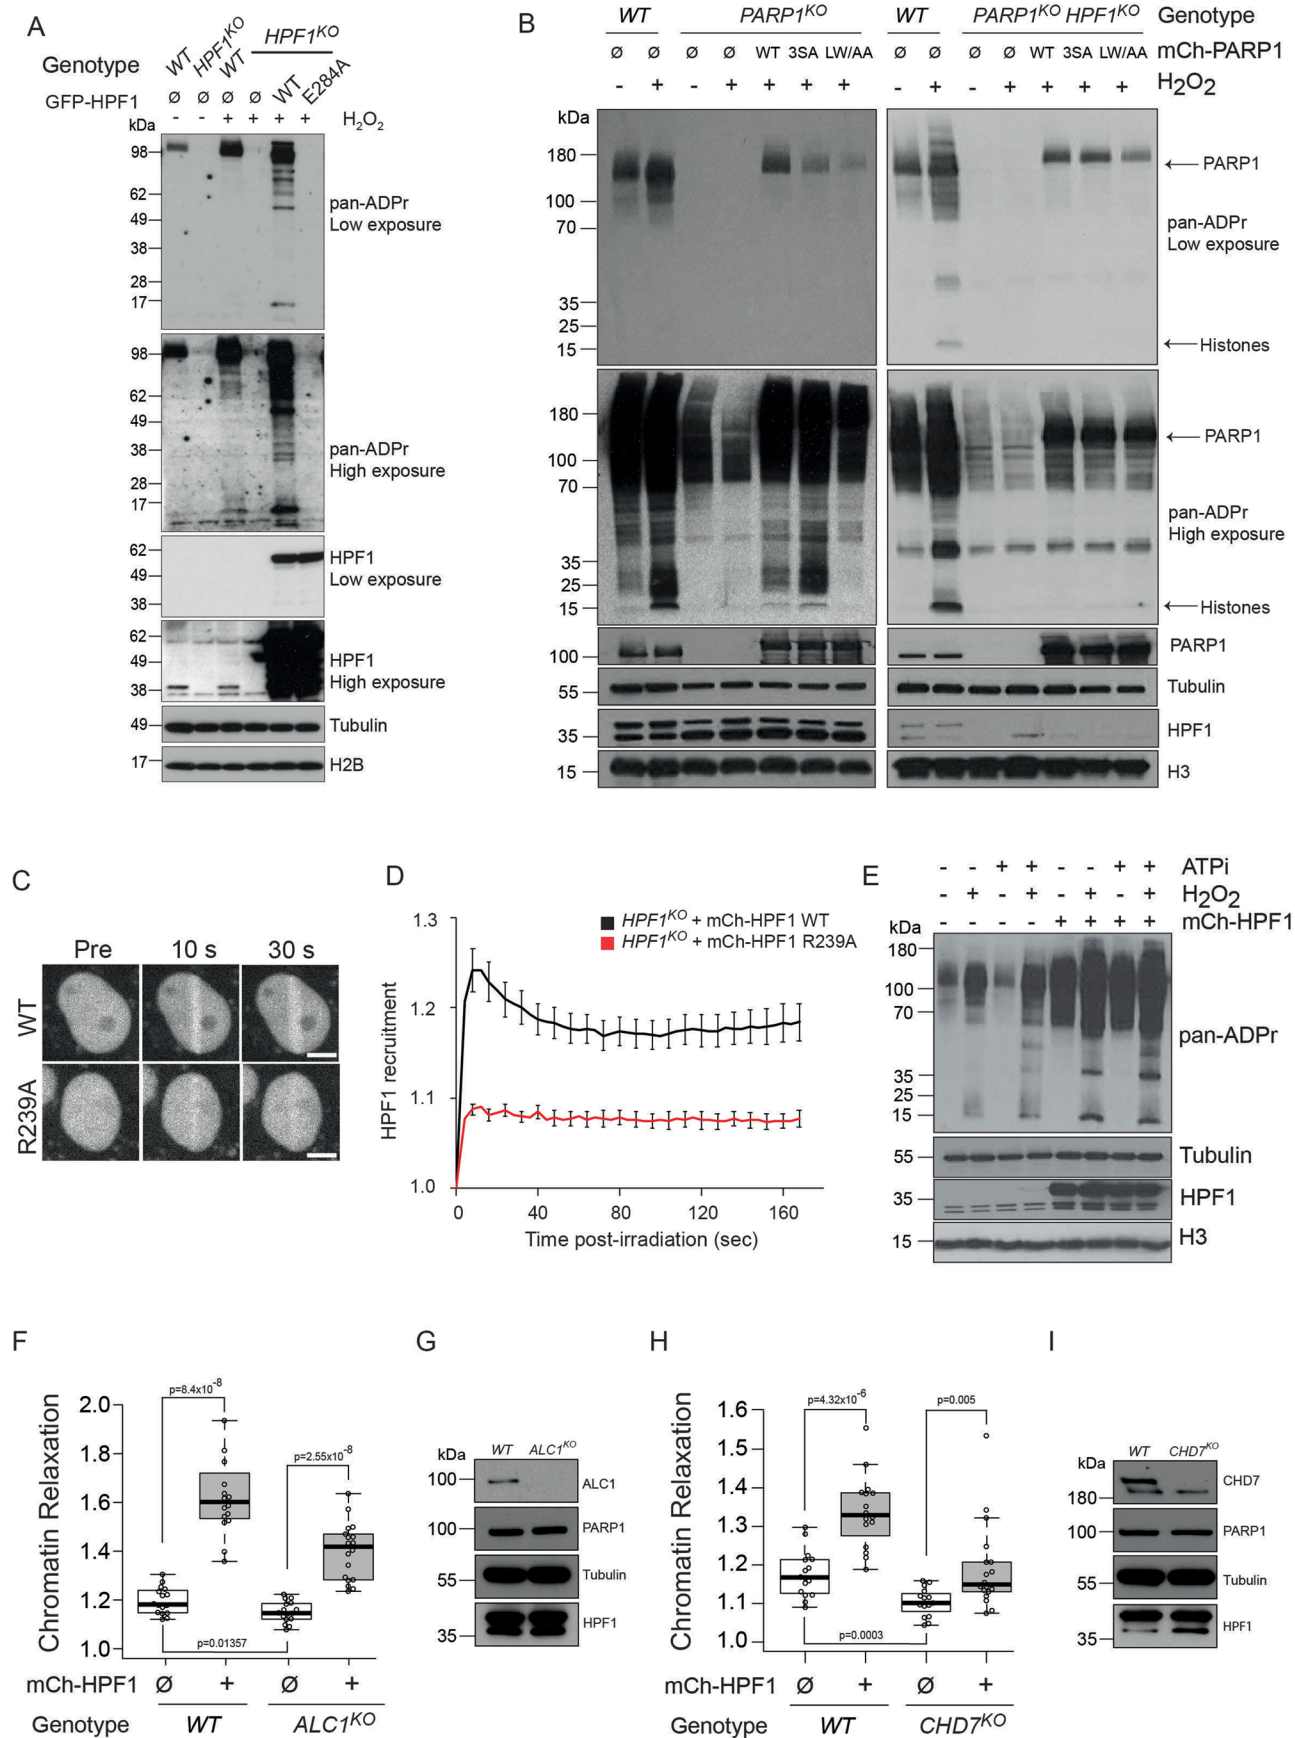 A
Genotype WT HPF1KO WT HPF1KO
GFP-HPF1 Ø Ø Ø Ø WT E284A
- - + + + + H2O2
kDa
98
62
49
38
28
17
pan-ADPr
Low exposure
98
62
49
38
28
17
pan-ADPr
High exposure
62
49
38
HPF1
Low exposure
62
49
38
HPF1
High exposure
49 Tubulin
17 H2B
B
WT PARP1KO WT PARP1KO HPF1KO Genotype
Ø Ø Ø Ø WT 3SA LW/AA Ø Ø Ø Ø WT 3SA LW/AA mCh-PARP1
- + - + + + + - + - + + + + H2O2
kDa
180
100
70
35
25
15
PARP1
pan-ADPr
Low exposure
Histones
180
100
70
35
25
15
PARP1
pan-ADPr
High exposure
Histones
100 PARP1
55 Tubulin
35 HPF1
15 H3
C
Pre 10 s 30 s
WT
R239A
D
HPF1KO + mCh-HPF1 WT
HPF1KO + mCh-HPF1 R239A
HPF1 recruitment
1.3
1.2
1.1
1.0
0 40 80 120 160
Time post-irradiation (sec)
E
- - + + - - + + ATPi
- + - + - + - + H2O2
- - - - + + + + mCh-HPF1
kDa
180
100
70
35
25
15
pan-ADPr
55 Tubulin
35 HPF1
15 H3
F
Chromatin Relaxation
2.0
1.8
1.6
1.4
1.2
1.0
p=8.4x10-8
p=2.55x10-8
p=0.01357
mCh-HPF1 Ø + Ø +
Genotype WT ALC1KO
G
WT ALC1KO
kDa
100 ALC1
100 PARP1
55 Tubulin
35 HPF1
H
Chromatin Relaxation
1.6
1.5
1.4
1.3
1.2
1.1
1.0
p=4.32x10-6
p=0.005
p=0.0003
mCh-HPF1 Ø + Ø +
Genotype WT CHD7KO
I
WT CHD7KO
kDa
180 CHD7
100 PARP1
55 Tubulin
35 HPF1